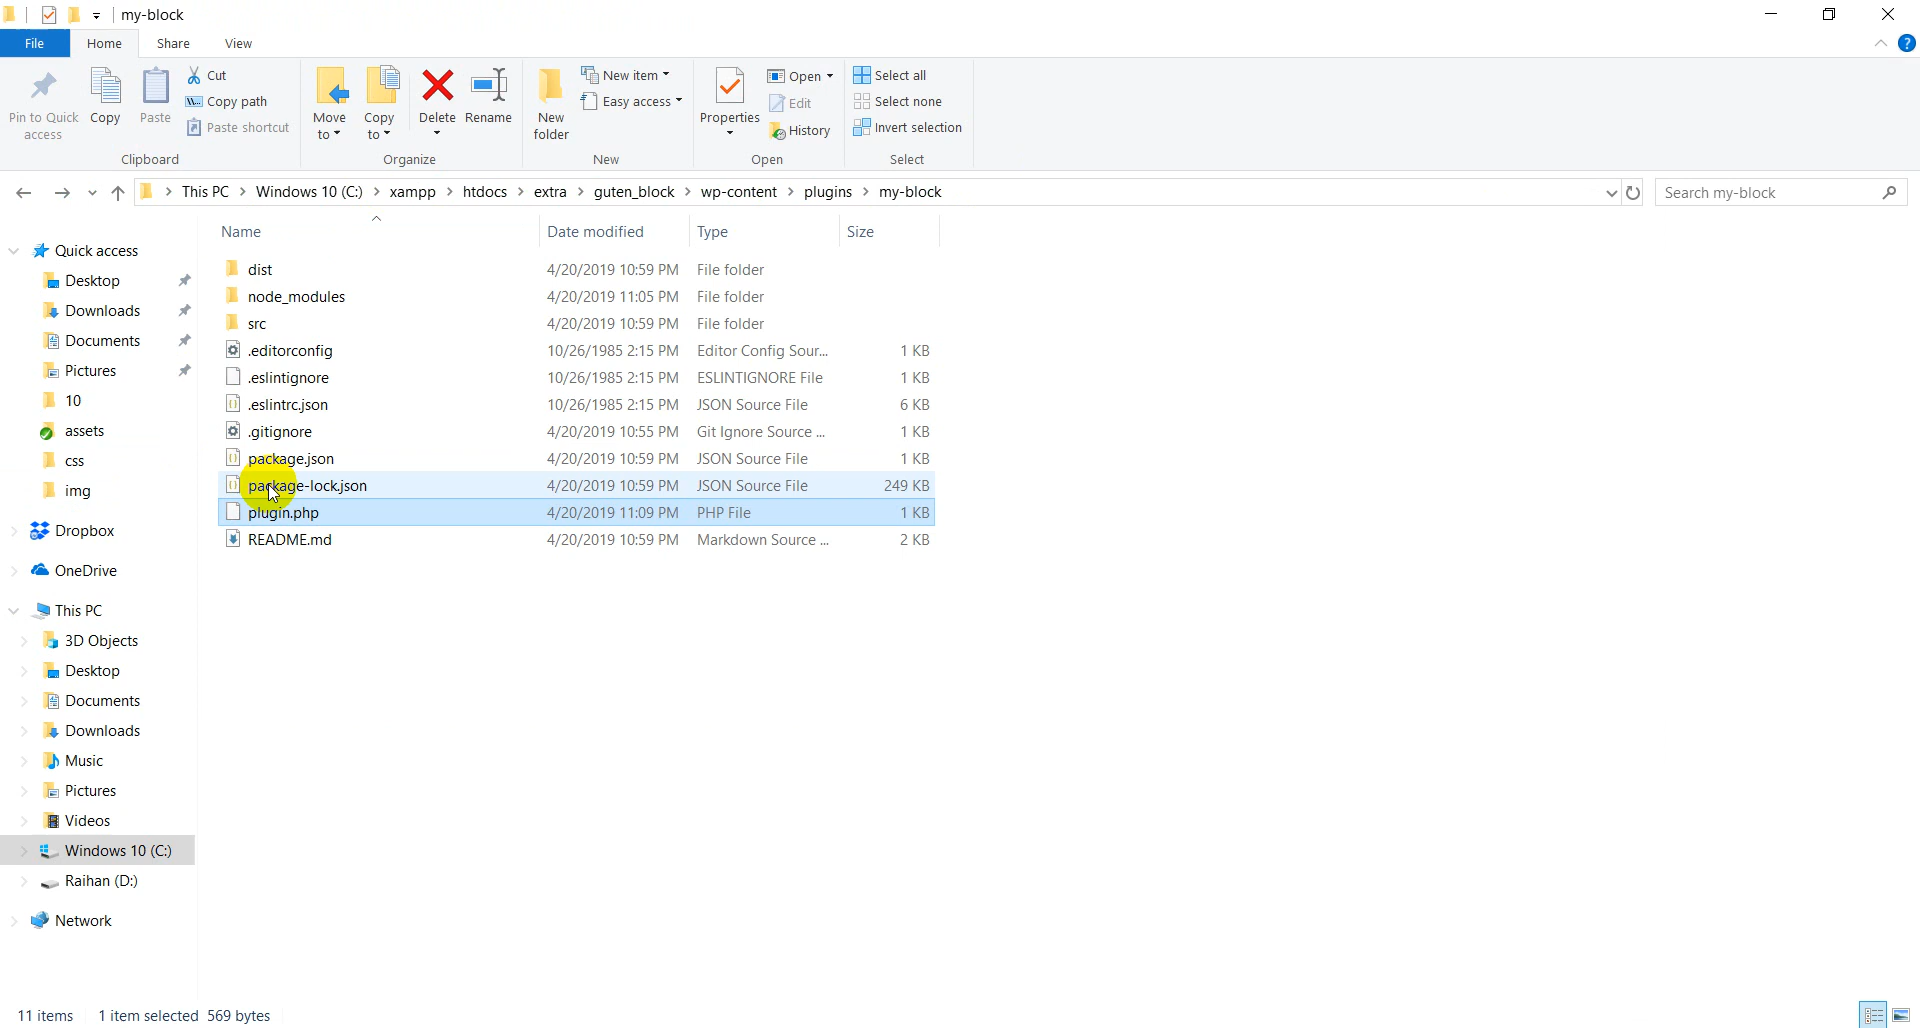 my-block
File Home Share View
Pin to Quick access
Copy
Paste
Cut
Copy path
Paste shortcut
Clipboard
Move to
Copy to
Delete
Rename
Organize
New folder
New item
Easy access
New
Properties
Open
Edit
History
Open
Select all
Select none
Invert selection
Select
This PC > Windows 10 (C:) > xampp > htdocs > extra > guten_block > wp-content > plugins > my-block
Search my-block
Name Date modified Type Size
dist 4/20/2019 10:59 PM File folder
node_modules 4/20/2019 11:05 PM File folder
src 4/20/2019 10:59 PM File folder
.editorconfig 10/26/1985 2:15 PM Editor Config Sour... 1 KB
.eslintignore 10/26/1985 2:15 PM ESLINTIGNORE File 1 KB
.eslintrc.json 10/26/1985 2:15 PM JSON Source File 6 KB
.gitignore 4/20/2019 10:55 PM Git Ignore Source ... 1 KB
package.json 4/20/2019 10:59 PM JSON Source File 1 KB
package-lock.json 4/20/2019 10:59 PM JSON Source File 249 KB
plugin.php 4/20/2019 11:09 PM PHP File 1 KB
README.md 4/20/2019 10:59 PM Markdown Source ... 2 KB
Quick access
Desktop
Downloads
Documents
Pictures
10
assets
css
img
Dropbox
OneDrive
This PC
3D Objects
Desktop
Documents
Downloads
Music
Pictures
Videos
Windows 10 (C:)
Raihan (D:)
Network
11 items 1 item selected 569 bytes